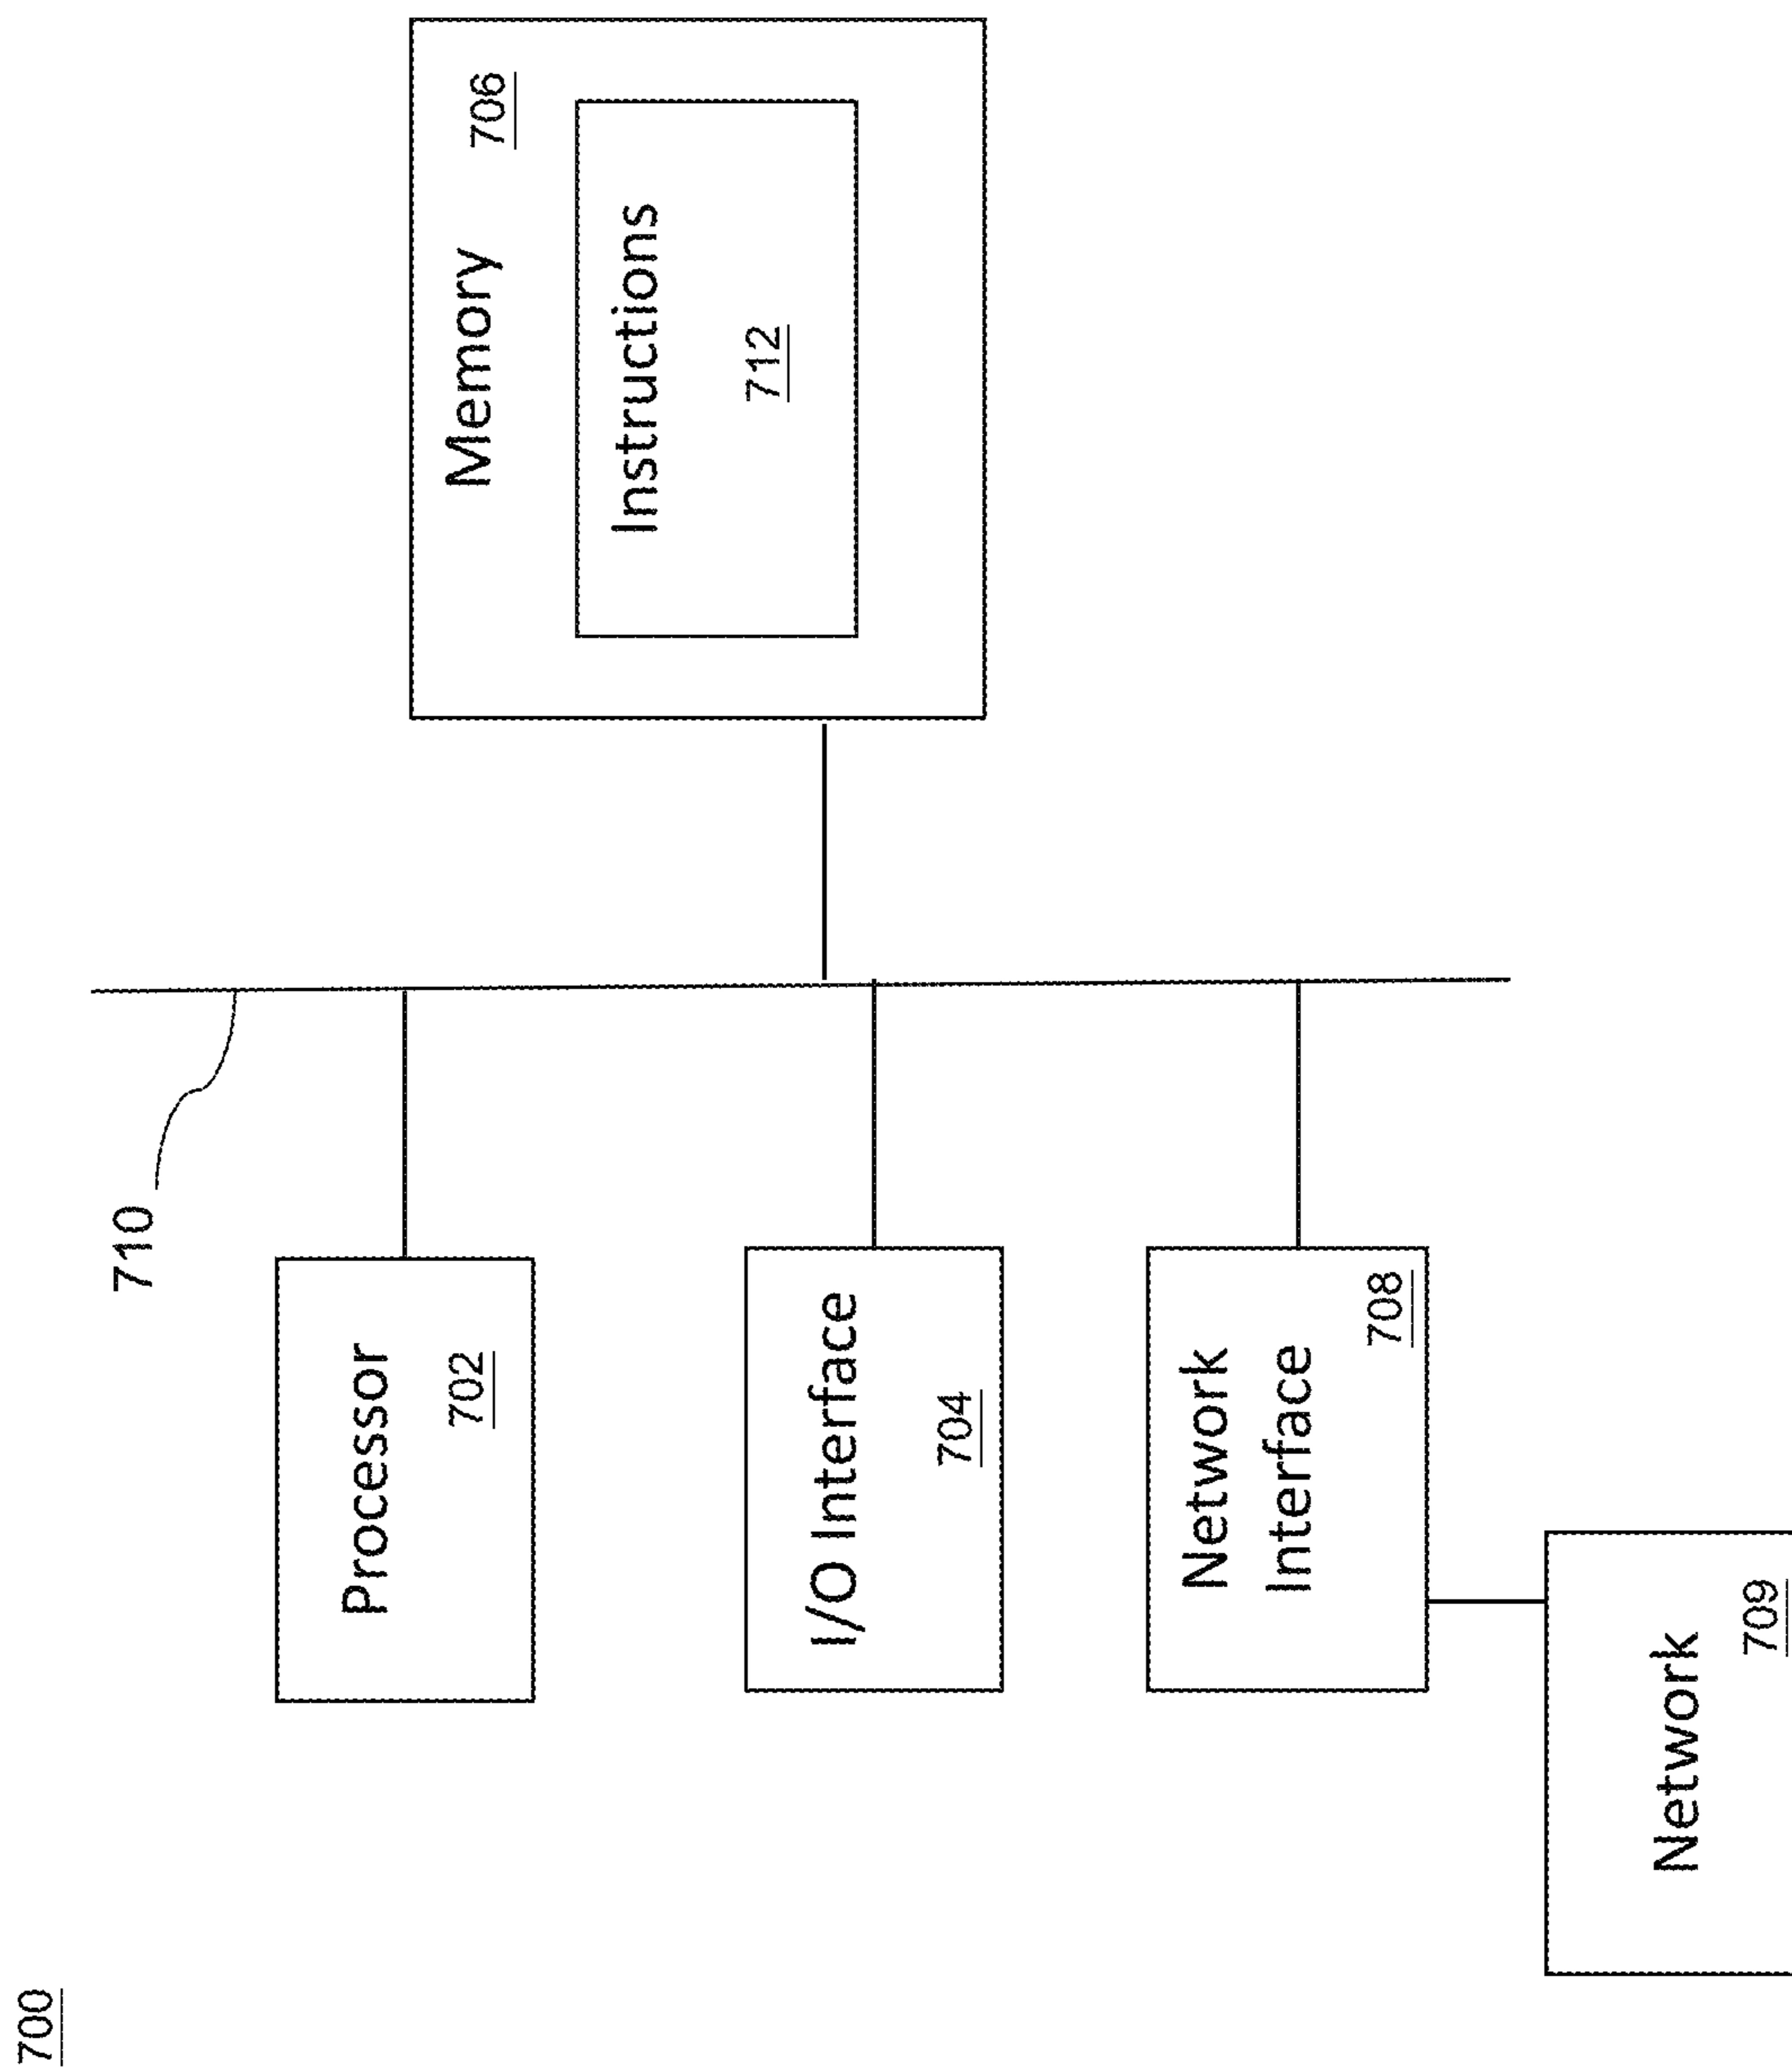 700
710
Processor
702
I/O Interface
704
Network
Interface
708
Network
709
Memory
706
Instructions
712